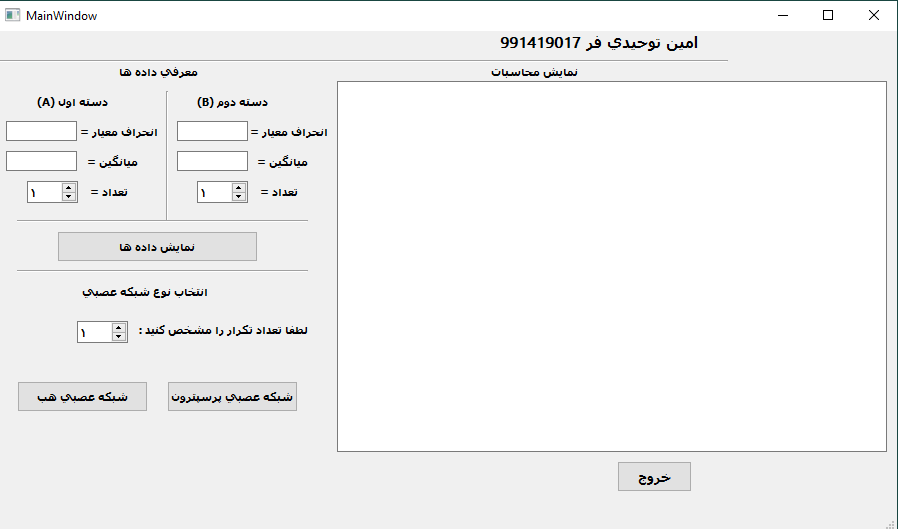 MainWindow
امين توحيدي فر 991419017
معرفي داده ها
نمايش محاسبات
دسته اول (A)
دسته دوم (B)
انحراف معيار =
انحراف معيار =
ميانگين =
ميانگين =
تعداد =
۱
تعداد =
۱
نمايش داده ها
انتخاب نوع شبكه عصبي
لطفا تعداد تكرار را مشخص كنيد :
۱
شبكه عصبي هب
شبكه عصبي پرسپترون
خروج